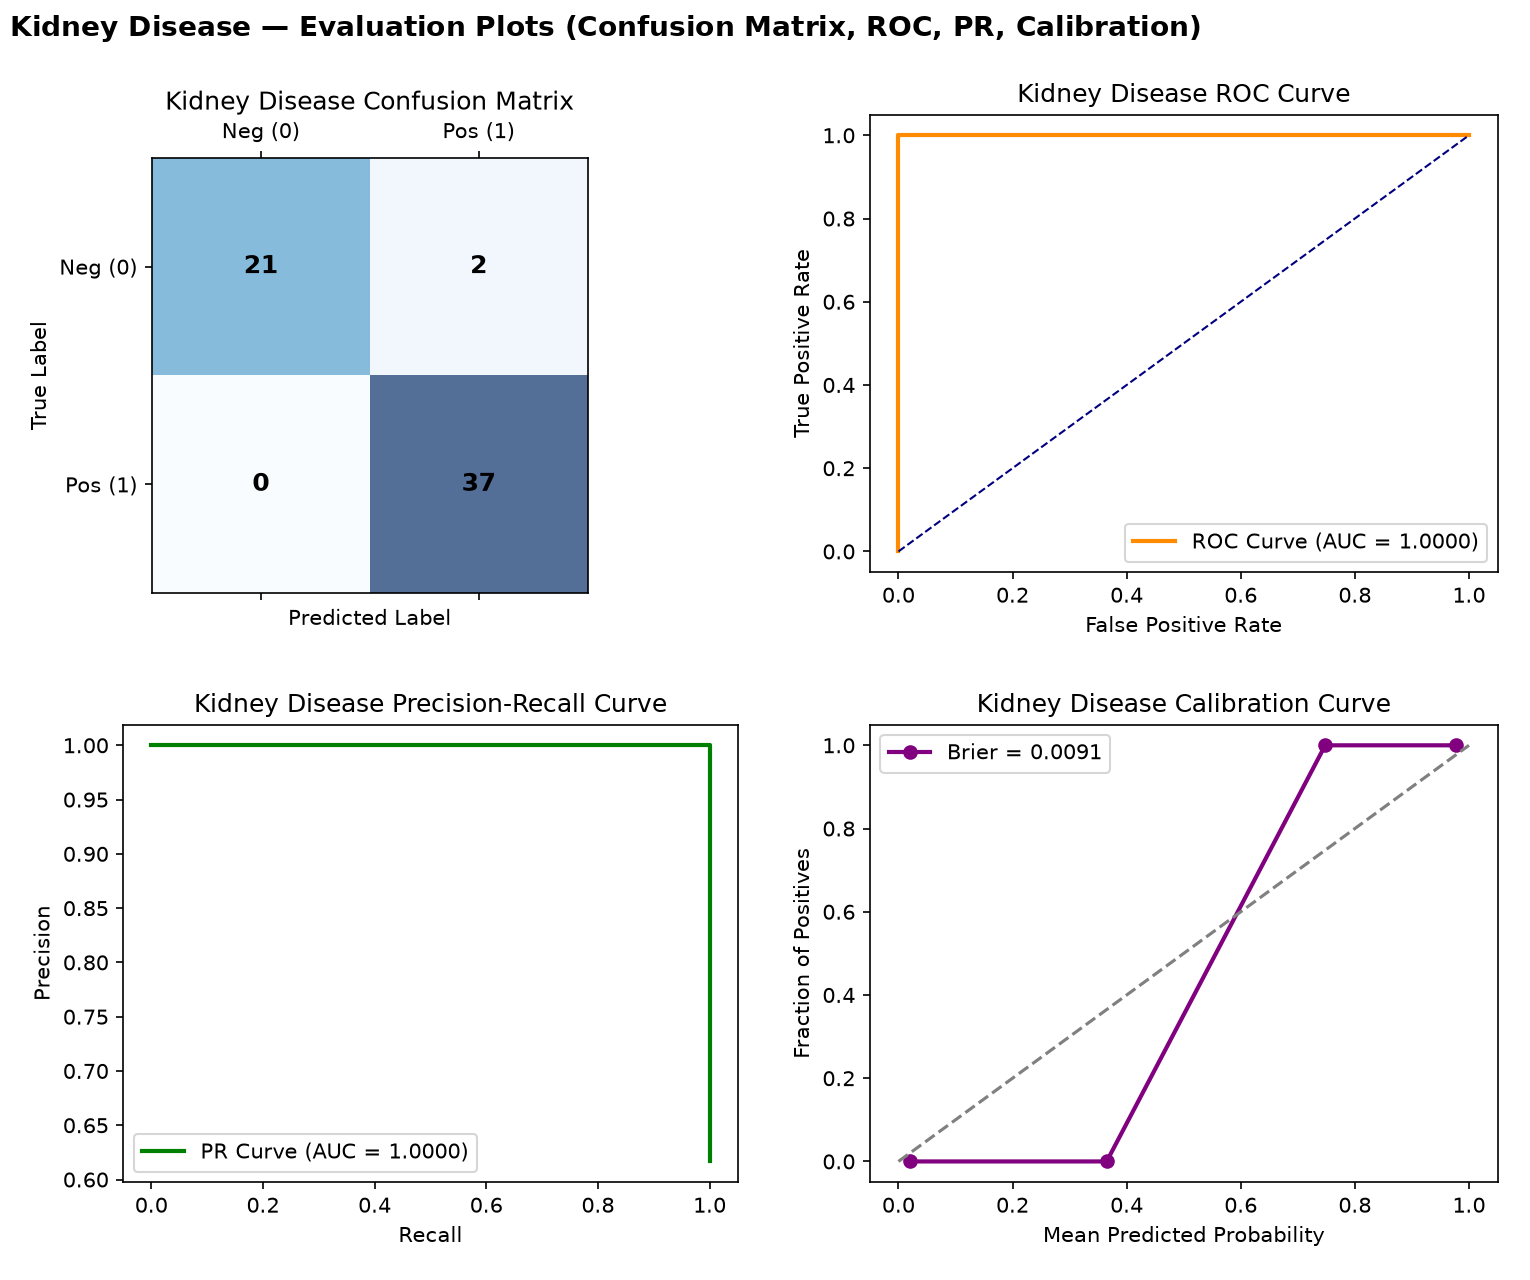 Kidney Disease — Evaluation Plots (Confusion Matrix, ROC, PR, Calibration)
Kidney Disease Confusion Matrix
Neg (0) Pos (1)
Neg (0) 21 2
Pos (1) 0 37
True Label
Predicted Label
Kidney Disease ROC Curve
1.0
0.8
0.6
0.4
0.2
0.0
True Positive Rate
ROC Curve (AUC = 1.0000)
0.0 0.2 0.4 0.6 0.8 1.0
False Positive Rate
Kidney Disease Precision-Recall Curve
1.00
0.95
0.90
0.85
0.80
0.75
0.70
0.65
0.60
Precision
PR Curve (AUC = 1.0000)
0.0 0.2 0.4 0.6 0.8 1.0
Recall
Kidney Disease Calibration Curve
Brier = 0.0091
1.0
0.8
0.6
0.4
0.2
0.0
Fraction of Positives
0.0 0.2 0.4 0.6 0.8 1.0
Mean Predicted Probability